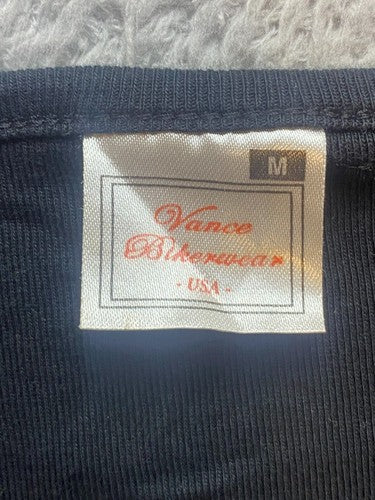 M
Vance
Bikerwear
- USA -